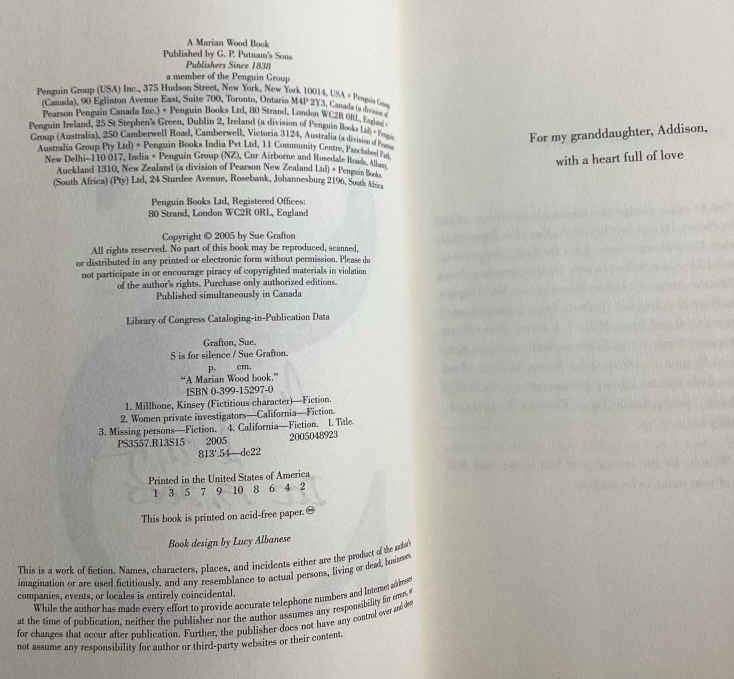 A Marian Wood Book
Published by G. P. Putnam's Sons
Publishers Since 1838
a member of the Penguin Group
Penguin Group (USA) Inc., 375 Hudson Street, New York, New York 10014, USA • Penguin Group
(Canada), 90 Eglinton Avenue East, Suite 700, Toronto, Ontario M4P 2Y3, Canada (a division of
Pearson Penguin Canada Inc.) • Penguin Books Ltd, 80 Strand, London WC2R 0RL, England •
Penguin Ireland, 25 St Stephen's Green, Dublin 2, Ireland (a division of Penguin Books Ltd) • Penguin
Group (Australia), 250 Camberwell Road, Camberwell, Victoria 3124, Australia (a division of Pearson
Australia Group Pty Ltd) • Penguin Books India Pvt Ltd, 11 Community Centre, Panchsheel Park,
New Delhi–110 017, India • Penguin Group (NZ), Cnr Airborne and Rosedale Roads, Albany,
Auckland 1310, New Zealand (a division of Pearson New Zealand Ltd) • Penguin Books
(South Africa) (Pty) Ltd, 24 Sturdee Avenue, Rosebank, Johannesburg 2196, South Africa
Penguin Books Ltd, Registered Offices:
80 Strand, London WC2R 0RL, England
Copyright © 2005 by Sue Grafton
All rights reserved. No part of this book may be reproduced, scanned,
or distributed in any printed or electronic form without permission. Please do
not participate in or encourage piracy of copyrighted materials in violation
of the author's rights. Purchase only authorized editions.
Published simultaneously in Canada
Library of Congress Cataloging-in-Publication Data
Grafton, Sue.
S is for silence / Sue Grafton.
p. cm.
"A Marian Wood book."
ISBN 0-399-15297-0
1. Millhone, Kinsey (Fictitious character)—Fiction.
2. Women private investigators—California—Fiction.
3. Missing persons—Fiction. 4. California—Fiction. I. Title.
PS3557.R13S15 2005 2005048923
813'.54—dc22
Printed in the United States of America
1 3 5 7 9 10 8 6 4 2
This book is printed on acid-free paper. ♾
Book design by Lucy Albanese
This is a work of fiction. Names, characters, places, and incidents either are the product of the author's
imagination or are used fictitiously, and any resemblance to actual persons, living or dead, businesses,
companies, events, or locales is entirely coincidental.
While the author has made every effort to provide accurate telephone numbers and Internet addresses
at the time of publication, neither the publisher nor the author assumes any responsibility for errors, or
for changes that occur after publication. Further, the publisher does not have any control over and does
not assume any responsibility for author or third-party websites or their content.
For my granddaughter, Addison,
with a heart full of love